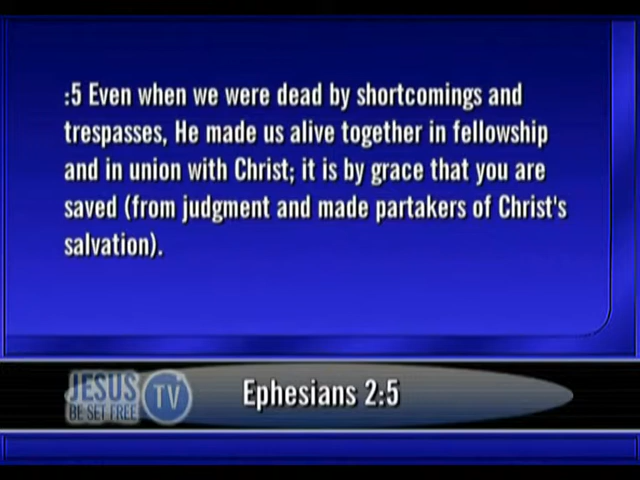 :5 Even when we were dead by shortcomings and
trespasses, He made us alive together in fellowship
and in union with Christ; it is by grace that you are
saved (from judgment and made partakers of Christ's
salvation).
JESUS
BE SET FREE
TV
Ephesians 2:5